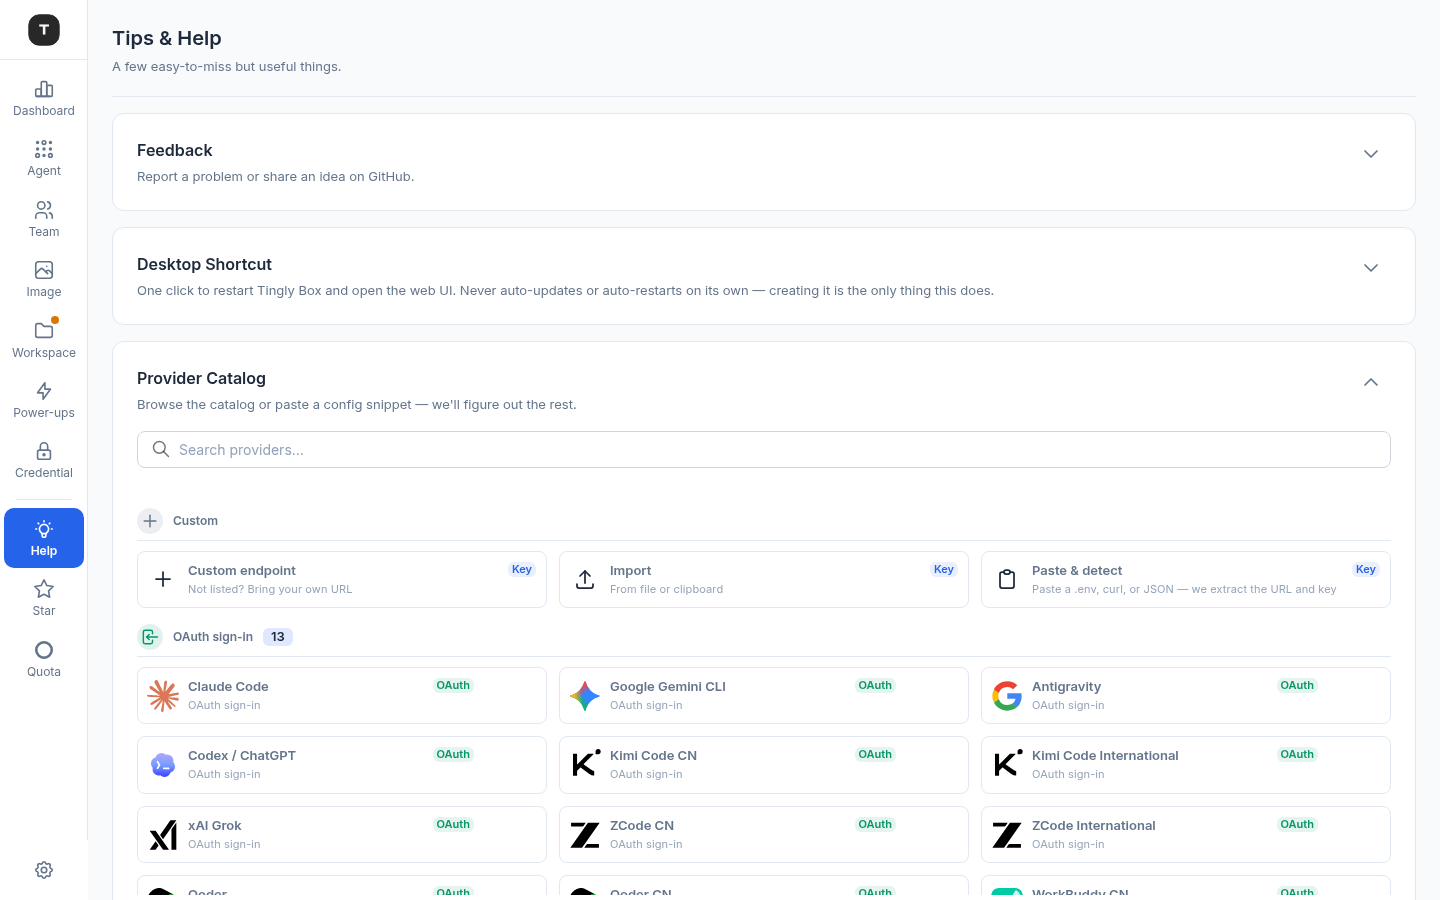 T
Tips & Help
A few easy-to-miss but useful things.
Dashboard
Agent
Team
Image
Workspace
Power-ups
Credential
Help
Star
Quota
Feedback
Report a problem or share an idea on GitHub.
Desktop Shortcut
One click to restart Tingly Box and open the web UI. Never auto-updates or auto-restarts on its own — creating it is the only thing this does.
Provider Catalog
Browse the catalog or paste a config snippet — we'll figure out the rest.
Search providers...
Custom
Custom endpoint Key
Not listed? Bring your own URL
Import Key
From file or clipboard
Paste & detect Key
Paste a .env, curl, or JSON — we extract the URL and key
OAuth sign-in 13
Claude Code OAuth
OAuth sign-in
Google Gemini CLI OAuth
OAuth sign-in
Antigravity OAuth
OAuth sign-in
Codex / ChatGPT OAuth
OAuth sign-in
Kimi Code CN OAuth
OAuth sign-in
Kimi Code International OAuth
OAuth sign-in
xAI Grok OAuth
OAuth sign-in
ZCode CN OAuth
OAuth sign-in
ZCode International OAuth
OAuth sign-in
Qoder OAuth
Qoder CN OAuth
WorkBuddy CN OAuth